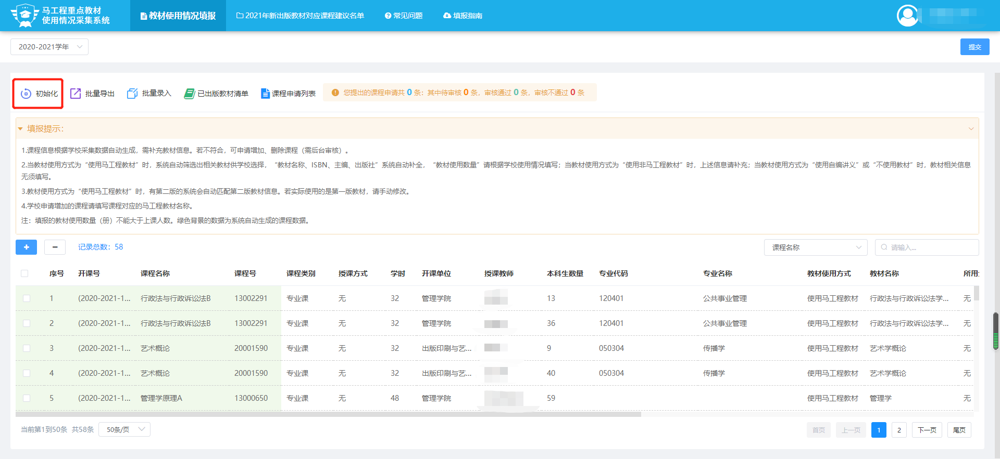 马工程重点教材
使用情况采集系统
教材使用情况填报
2021年新出版教材对应课程建议名单
常见问题
填报指南
2020-2021学年
提交
初始化
批量导出
批量录入
已出版教材清单
课程申请列表
您提出的课程申请共 0 条：其中待审核 0 条，审核通过 0 条，审核不通过 0 条
填报提示：
1.课程信息根据学校采集数据自动生成，需补充教材信息。若不符合，可申请增加、删除课程（需后台审核）。
2.当教材使用方式为“使用马工程教材”时，系统自动筛选出相关教材供学校选择，“教材名称、ISBN、主编、出版社”系统自动补全，“教材使用数量”请根据学校使用情况填写；当教材使用方式为“使用非马工程教材”时，上述信息请补充；当教材使用方式为“使用自编讲义”或“不使用教材”时，教材相关信息
无须填写。
3.教材使用方式为“使用马工程教材”时，有第二版的系统会自动匹配第二版教材信息。若实际使用的是第一版教材，请手动修改。
4.学校申请增加的课程请填写课程对应的马工程教材名称。
注：填报的教材使用数量（册）不能大于上课人数。绿色背景的数据为系统自动生成的课程数据。
记录总数：58
课程名称
请输入...
序号 开课号 课程名称 课程号 课程类别 授课方式 学时 开课单位 授课教师 本科生数量 专业代码 专业名称 教材使用方式 教材名称 所用
1 (2020-2021-1... 行政法与行政诉讼法B 13002291 专业课 无 32 管理学院 13 120401 公共事业管理 使用马工程教材 行政法与行政诉讼法学... 无
2 (2020-2021-1... 行政法与行政诉讼法B 13002291 专业课 无 32 管理学院 36 120401 公共事业管理 使用马工程教材 行政法与行政诉讼法学... 无
3 (2020-2021-1... 艺术概论 20001590 专业课 无 32 出版印刷与艺... 9 050304 传播学 使用马工程教材 艺术学概论 无
4 (2020-2021-1... 艺术概论 20001590 专业课 无 32 出版印刷与艺... 40 050304 传播学 使用马工程教材 艺术学概论 无
5 (2020-2021-1... 管理学原理A 13000650 专业课 无 48 管理学院 59 使用马工程教材 管理学 无
当前第1到50条 共58条 50条/页
首页 上一页 1 2 下一页 尾页